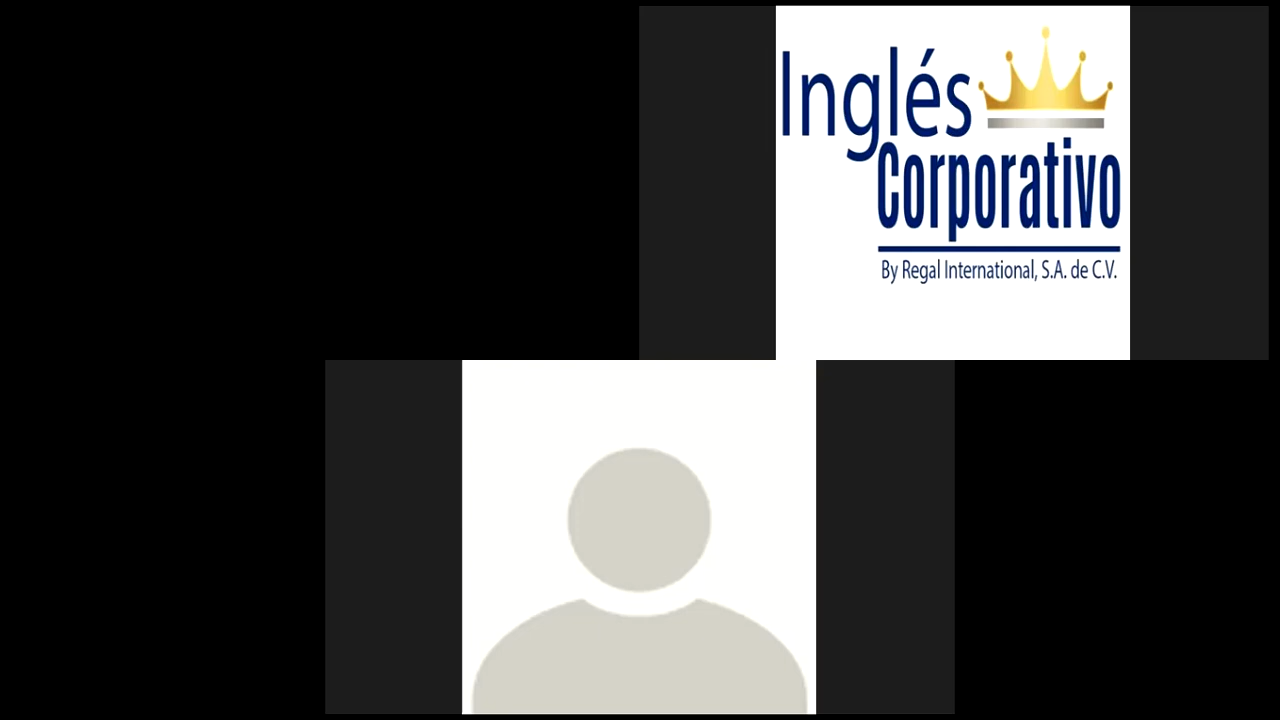 Inglés
Corporativo
By Regal International, S.A. de C.V.